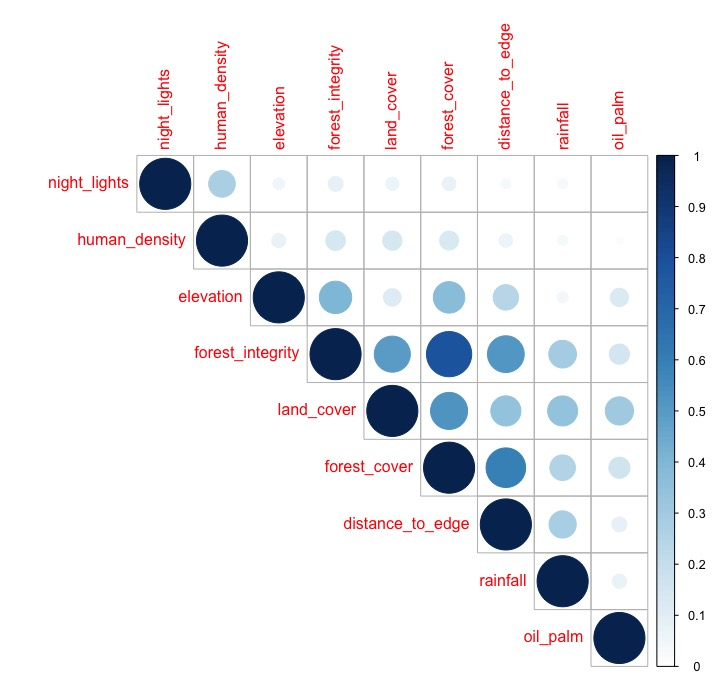 night_lights
human_density
elevation
forest_integrity
land_cover
forest_cover
distance_to_edge
rainfall
oil_palm
night_lights
human_density
elevation
forest_integrity
land_cover
forest_cover
distance_to_edge
rainfall
oil_palm
1
0.9
0.8
0.7
0.6
0.5
0.4
0.3
0.2
0.1
0